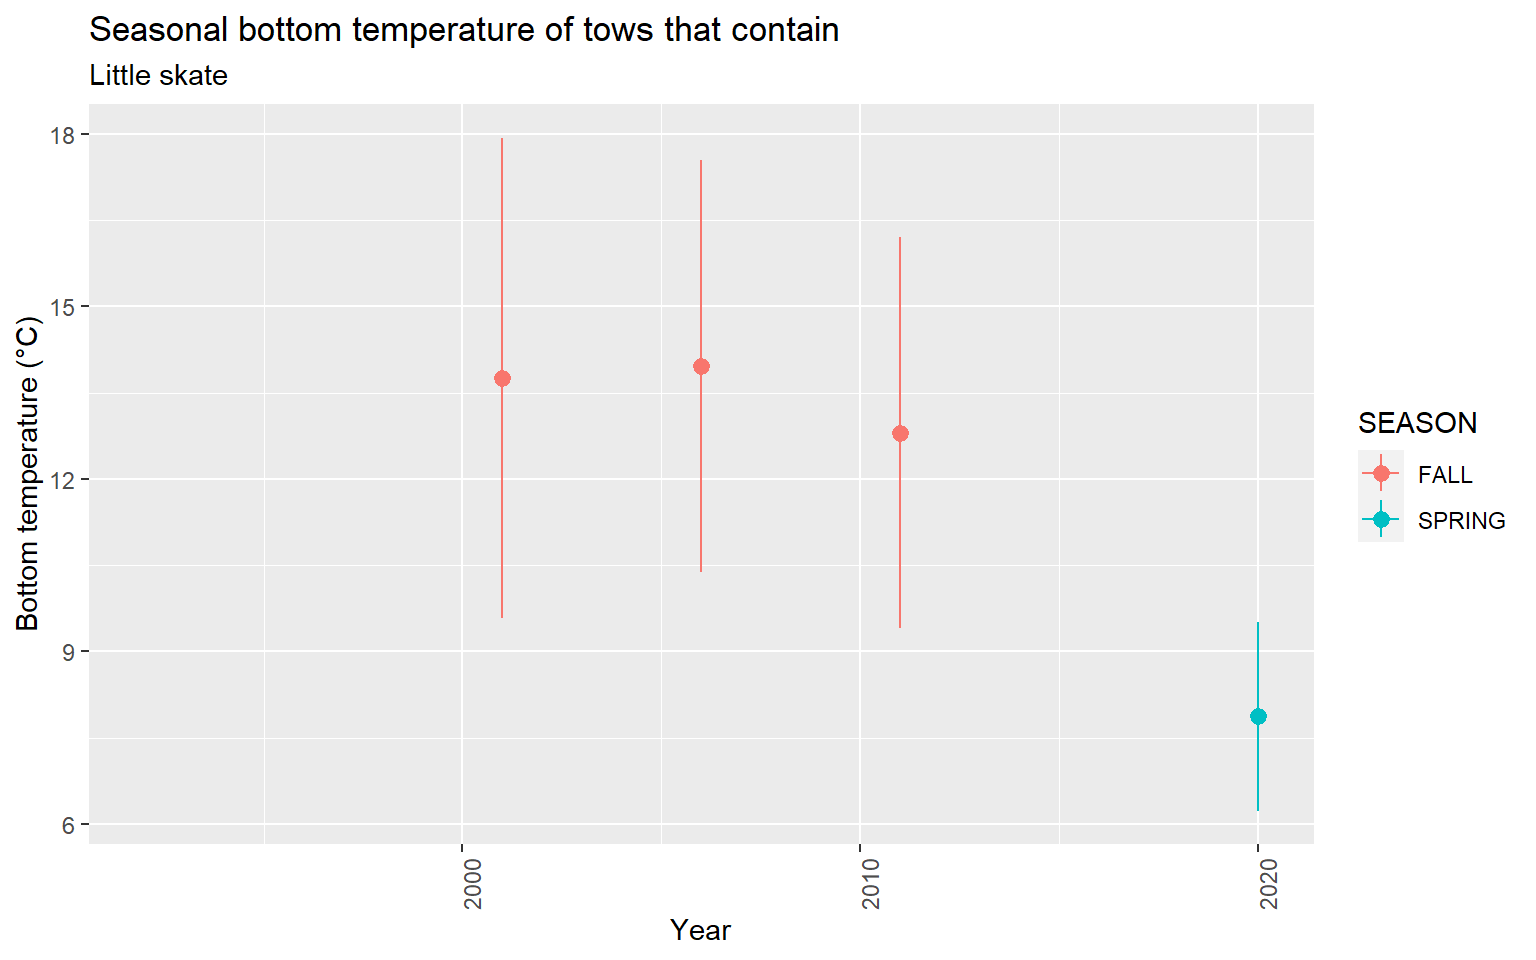 Seasonal bottom temperature of tows that contain
Little skate
18
15
12
9
6
Bottom temperature (°C)
2000
2010
2020
Year
SEASON
FALL
SPRING